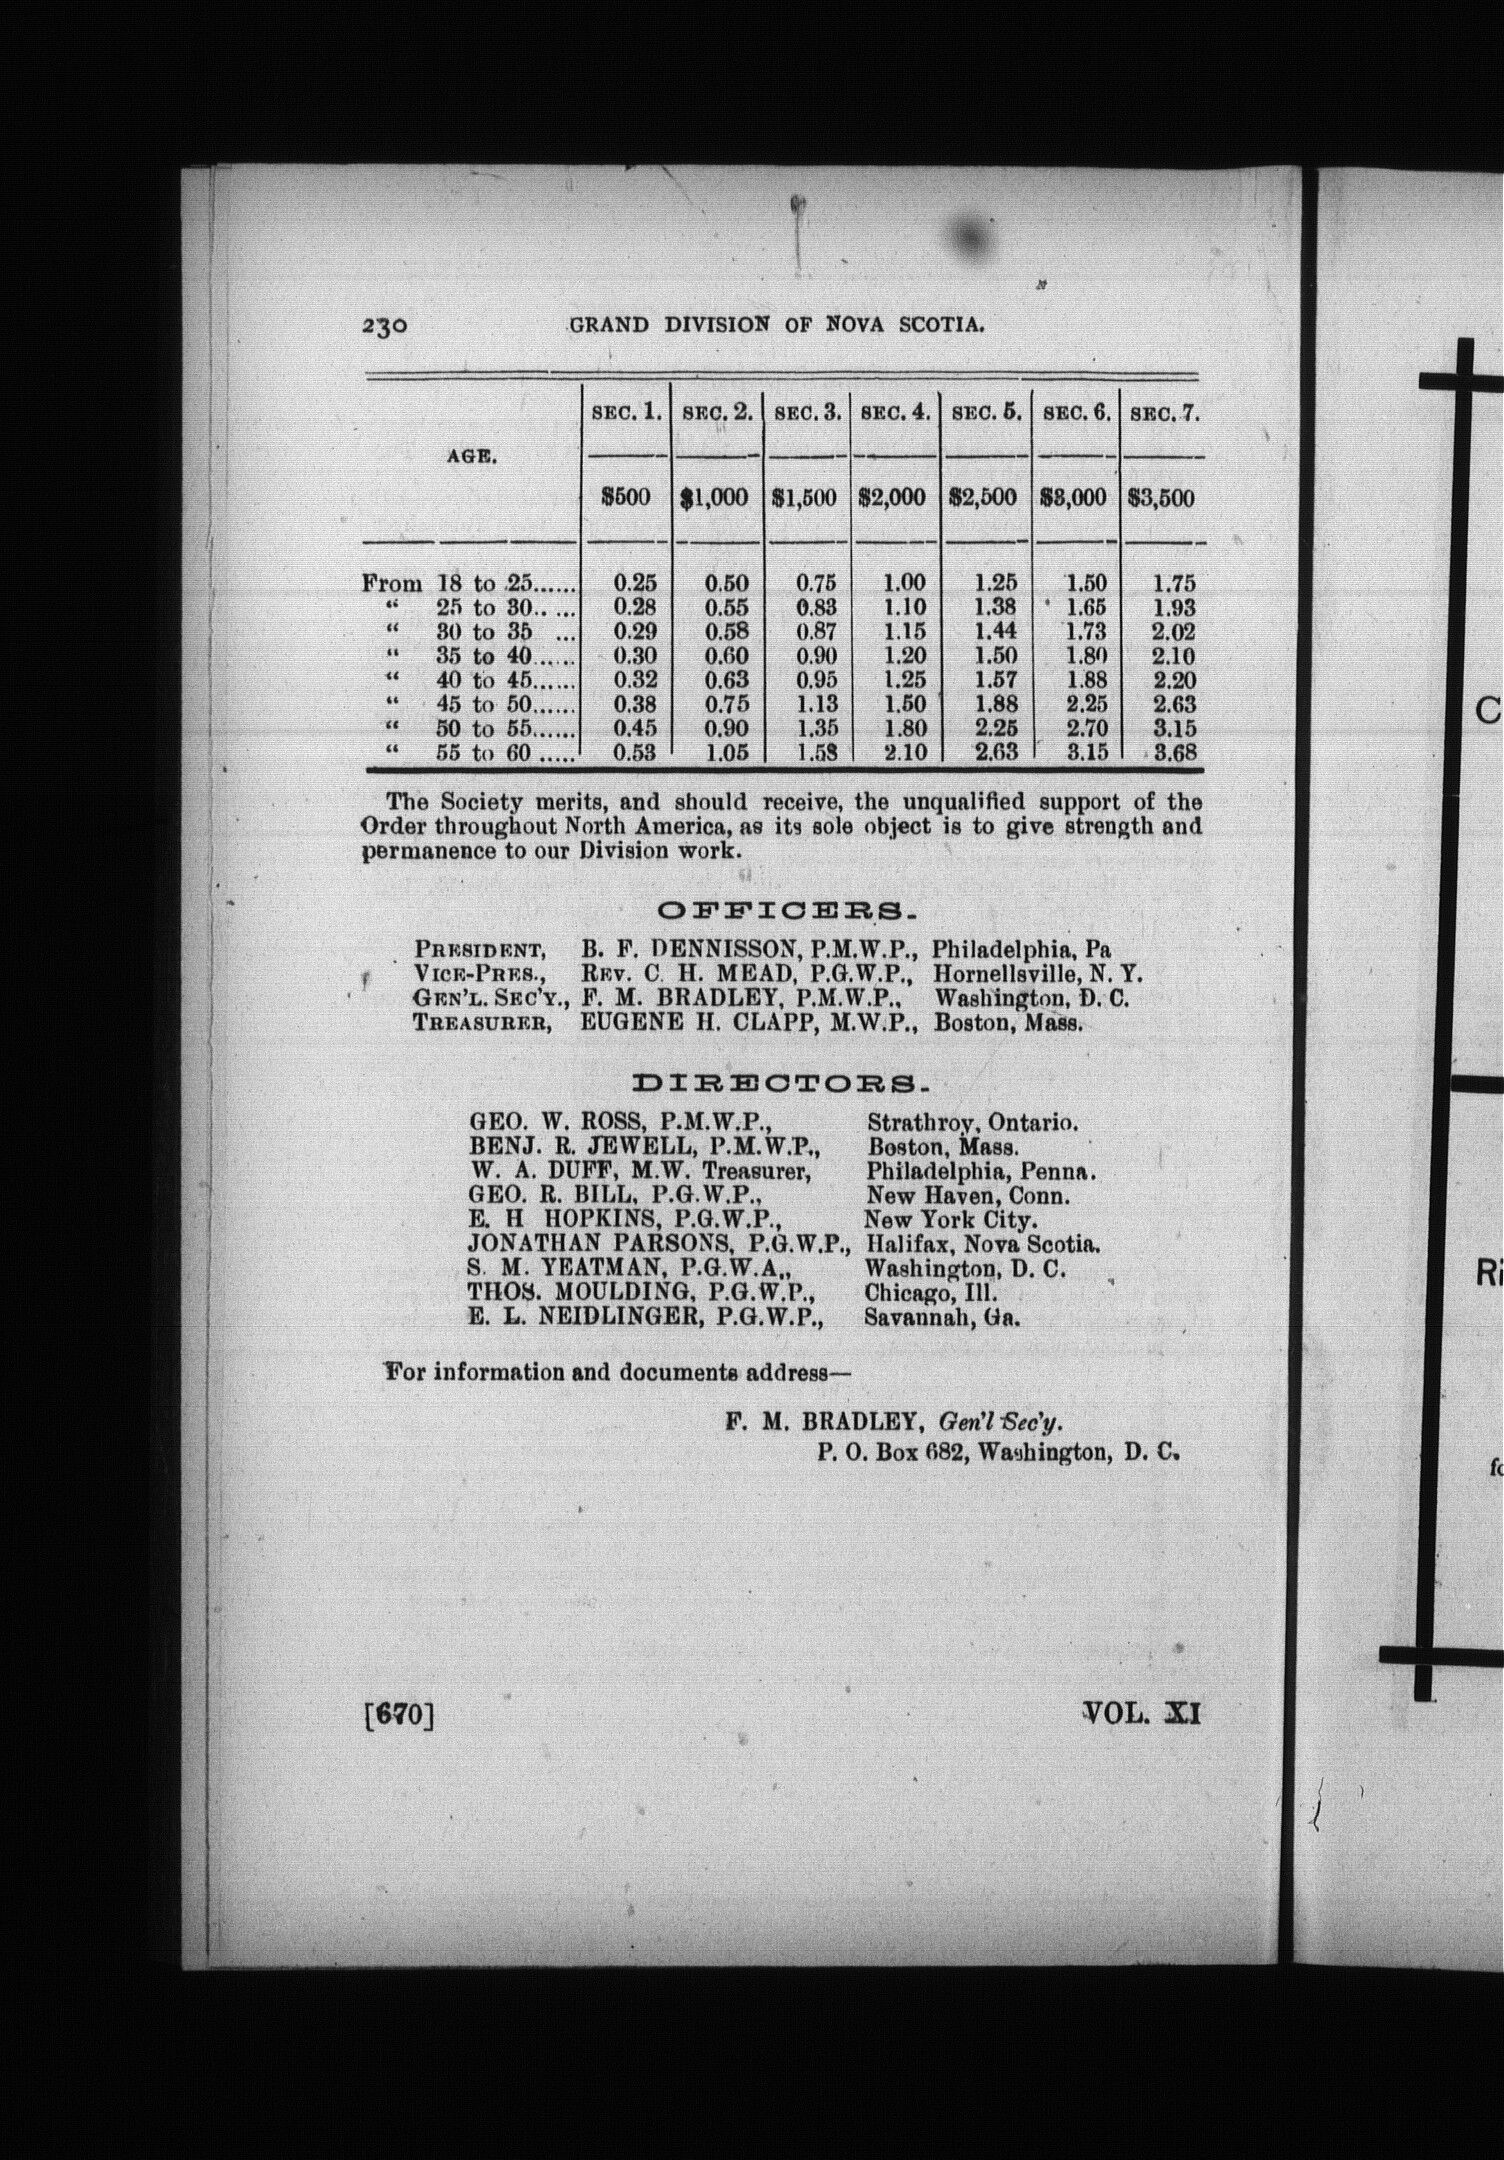 230 GRAND DIVISION OF NOVA SCOTIA.
AGE. SEC. 1. SEC. 2. SEC. 3. SEC. 4. SEC. 5. SEC. 6. SEC. 7.
$500 $1,000 $1,500 $2,000 $2,500 $3,000 $3,500
From 18 to 25...... 0.25 0.50 0.75 1.00 1.25 1.50 1.75
“ 25 to 30.. ... 0.28 0.55 0.83 1.10 1.38 1.65 1.93
“ 30 to 35 ... 0.29 0.58 0.87 1.15 1.44 1.73 2.02
“ 35 to 40...... 0.30 0.60 0.90 1.20 1.50 1.80 2.10
“ 40 to 45...... 0.32 0.63 0.95 1.25 1.57 1.88 2.20
“ 45 to 50...... 0.38 0.75 1.13 1.50 1.88 2.25 2.63
“ 50 to 55...... 0.45 0.90 1.35 1.80 2.25 2.70 3.15
“ 55 to 60 ..... 0.53 1.05 1.58 2.10 2.63 3.15 3.68
The Society merits, and should receive, the unqualified support of the
Order throughout North America, as its sole object is to give strength and
permanence to our Division work.
OFFICERS.
PRESIDENT, B. F. DENNISSON, P.M.W.P., Philadelphia, Pa
VICE-PRES., REV. C. H. MEAD, P.G.W.P., Hornellsville, N. Y.
GEN'L. SEC'Y., F. M. BRADLEY, P.M.W.P., Washington, D. C.
TREASURER, EUGENE H. CLAPP, M.W.P., Boston, Mass.
DIRECTORS.
GEO. W. ROSS, P.M.W.P., Strathroy, Ontario.
BENJ. R. JEWELL, P.M.W.P., Boston, Mass.
W. A. DUFF, M.W. Treasurer, Philadelphia, Penna.
GEO. R. BILL, P.G.W.P., New Haven, Conn.
E. H HOPKINS, P.G.W.P., New York City.
JONATHAN PARSONS, P.G.W.P., Halifax, Nova Scotia.
S. M. YEATMAN, P.G.W.A., Washington, D. C.
THOS. MOULDING, P.G.W.P., Chicago, Ill.
E. L. NEIDLINGER, P.G.W.P., Savannah, Ga.
For information and documents address—
F. M. BRADLEY, Gen'l Sec'y.
P. O. Box 682, Washington, D. C.
[670] VOL. XI